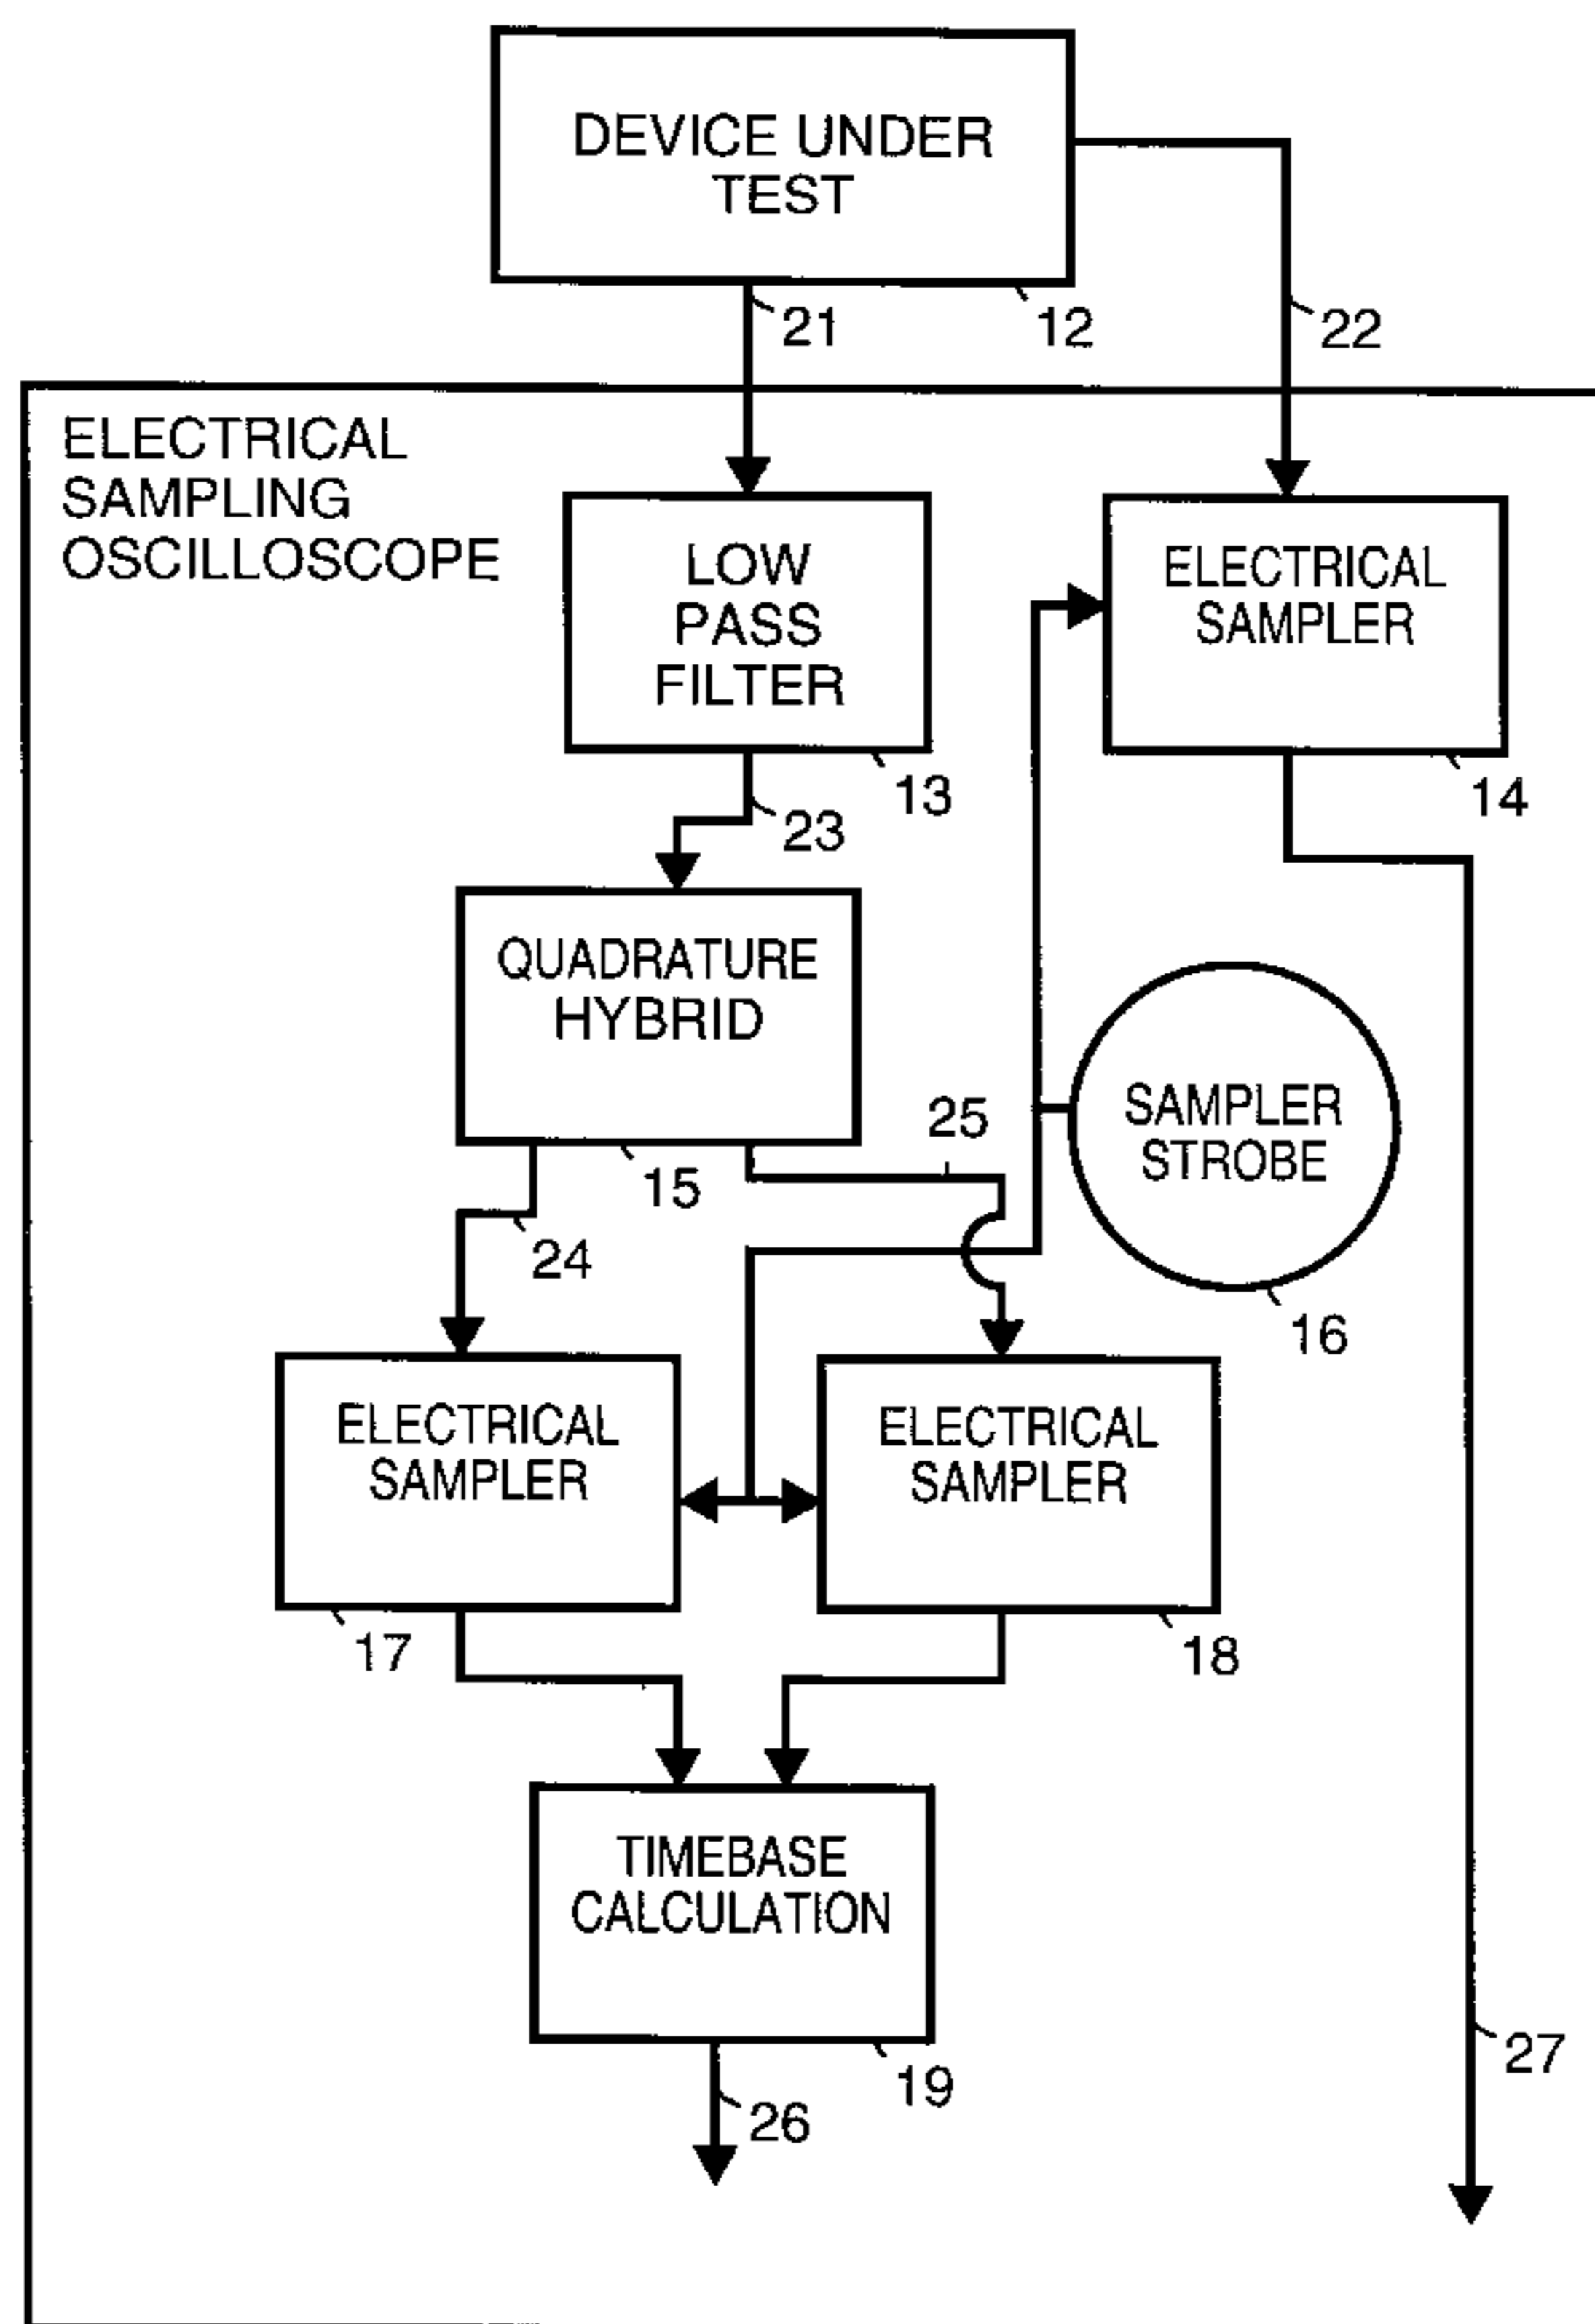 DEVICE UNDER
TEST
21
12
22
ELECTRICAL
SAMPLING
OSCILLOSCOPE
LOW
PASS
FILTER
ELECTRICAL
SAMPLER
13
14
23
QUADRATURE
HYBRID
SAMPLER
STROBE
25
15
24
16
ELECTRICAL
SAMPLER
ELECTRICAL
SAMPLER
17
18
TIMEBASE
CALCULATION
19
27
26